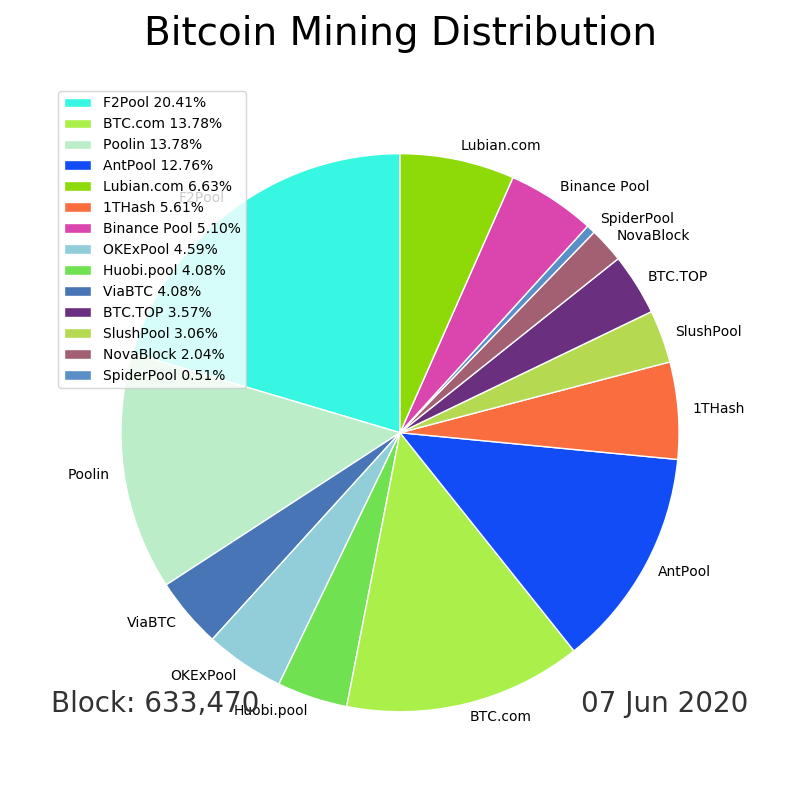 Bitcoin Mining Distribution
F2Pool 20.41%
BTC.com 13.78%
Poolin 13.78%
AntPool 12.76%
Lubian.com 6.63%
1THash 5.61%
Binance Pool 5.10%
OKExPool 4.59%
Huobi.pool 4.08%
ViaBTC 4.08%
BTC.TOP 3.57%
SlushPool 3.06%
NovaBlock 2.04%
SpiderPool 0.51%
F2Pool
Lubian.com
Binance Pool
SpiderPool
NovaBlock
BTC.TOP
SlushPool
1THash
AntPool
BTC.com
Huobi.pool
OKExPool
ViaBTC
Poolin
Block: 633,470
07 Jun 2020